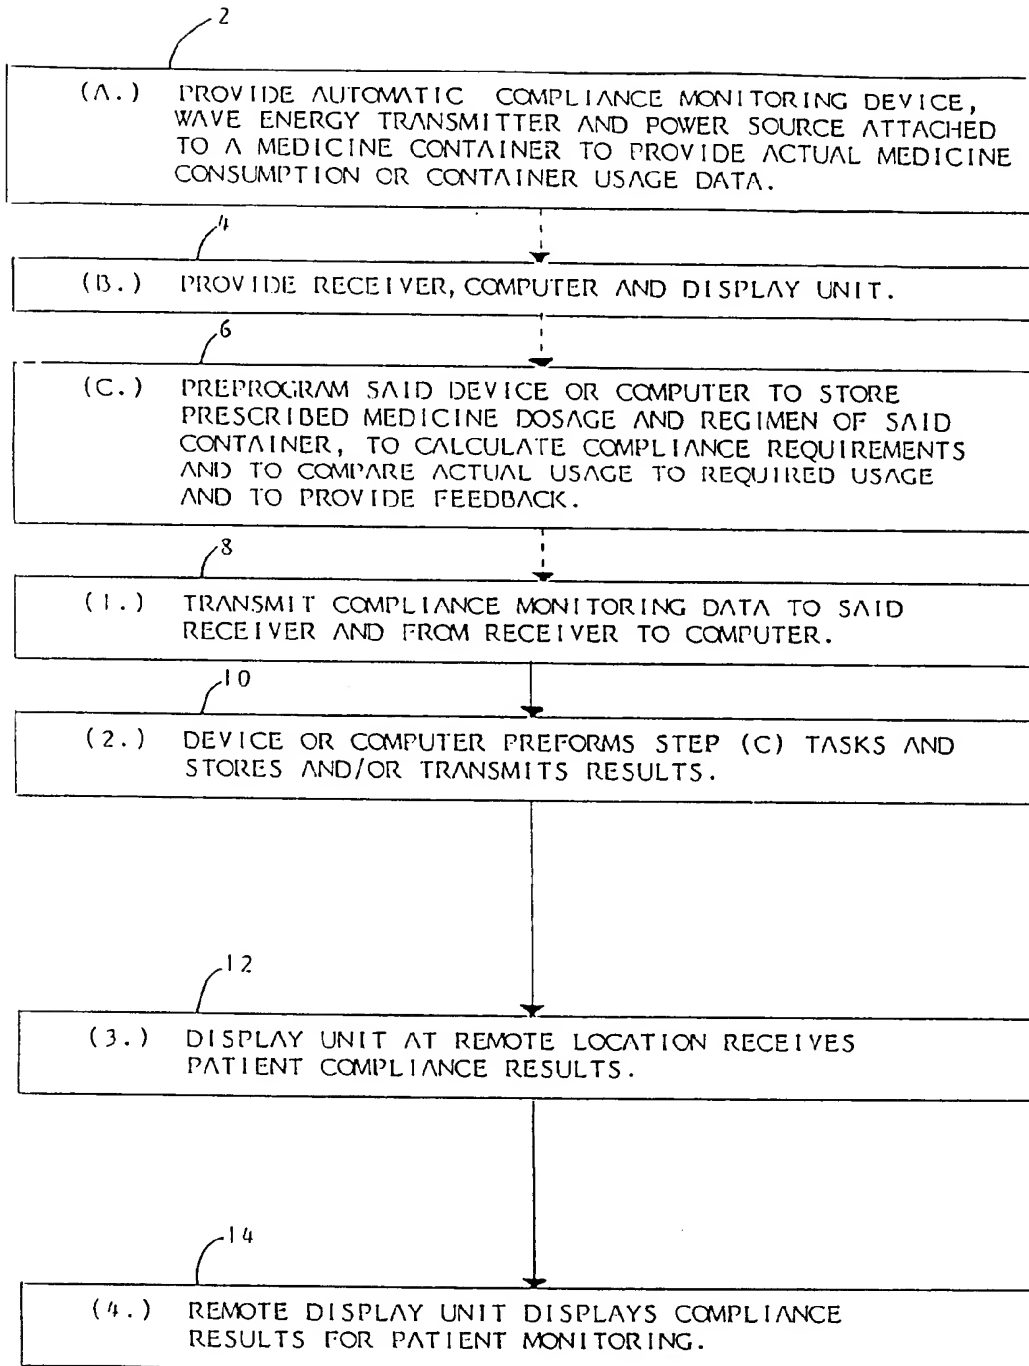 2
(A.) PROVIDE AUTOMATIC COMPLIANCE MONITORING DEVICE,
WAVE ENERGY TRANSMITTER AND POWER SOURCE ATTACHED
TO A MEDICINE CONTAINER TO PROVIDE ACTUAL MEDICINE
CONSUMPTION OR CONTAINER USAGE DATA.
4
(B.) PROVIDE RECEIVER, COMPUTER AND DISPLAY UNIT.
6
(C.) PREPROGRAM SAID DEVICE OR COMPUTER TO STORE
PRESCRIBED MEDICINE DOSAGE AND REGIMEN OF SAID
CONTAINER, TO CALCULATE COMPLIANCE REQUIREMENTS
AND TO COMPARE ACTUAL USAGE TO REQUIRED USAGE
AND TO PROVIDE FEEDBACK.
8
(1.) TRANSMIT COMPLIANCE MONITORING DATA TO SAID
RECEIVER AND FROM RECEIVER TO COMPUTER.
10
(2.) DEVICE OR COMPUTER PREFORMS STEP (C) TASKS AND
STORES AND/OR TRANSMITS RESULTS.
12
(3.) DISPLAY UNIT AT REMOTE LOCATION RECEIVES
PATIENT COMPLIANCE RESULTS.
14
(4.) REMOTE DISPLAY UNIT DISPLAYS COMPLIANCE
RESULTS FOR PATIENT MONITORING.